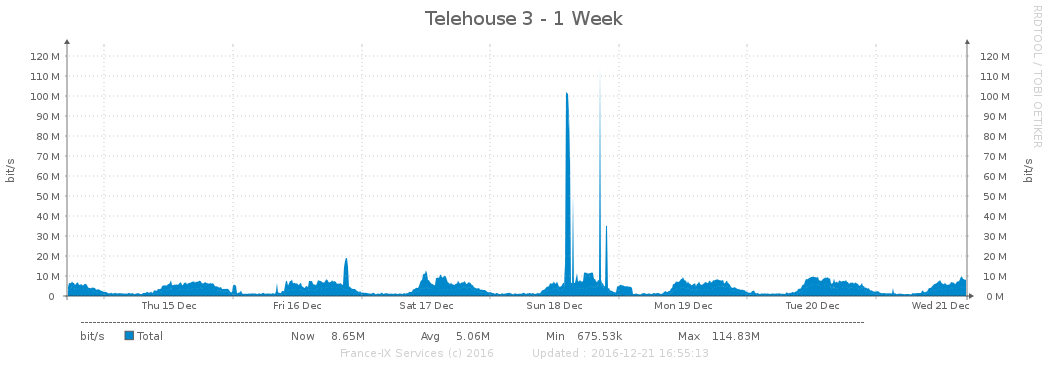 Telehouse 3 - 1 Week
RRDTOOL / TOBI OETIKER
bit/s
120 M 120 M
110 M 110 M
100 M 100 M
90 M 90 M
80 M 80 M
70 M 70 M
60 M 60 M
50 M 50 M
40 M 40 M
30 M 30 M
20 M 20 M
10 M 10 M
0 0 M
bit/s
Thu 15 Dec Fri 16 Dec Sat 17 Dec Sun 18 Dec Mon 19 Dec Tue 20 Dec Wed 21 Dec
bit/s Total Now 8.65M Avg 5.06M Min 675.53k Max 114.83M
France-IX Services (c) 2016 Updated : 2016-12-21 16:55:13